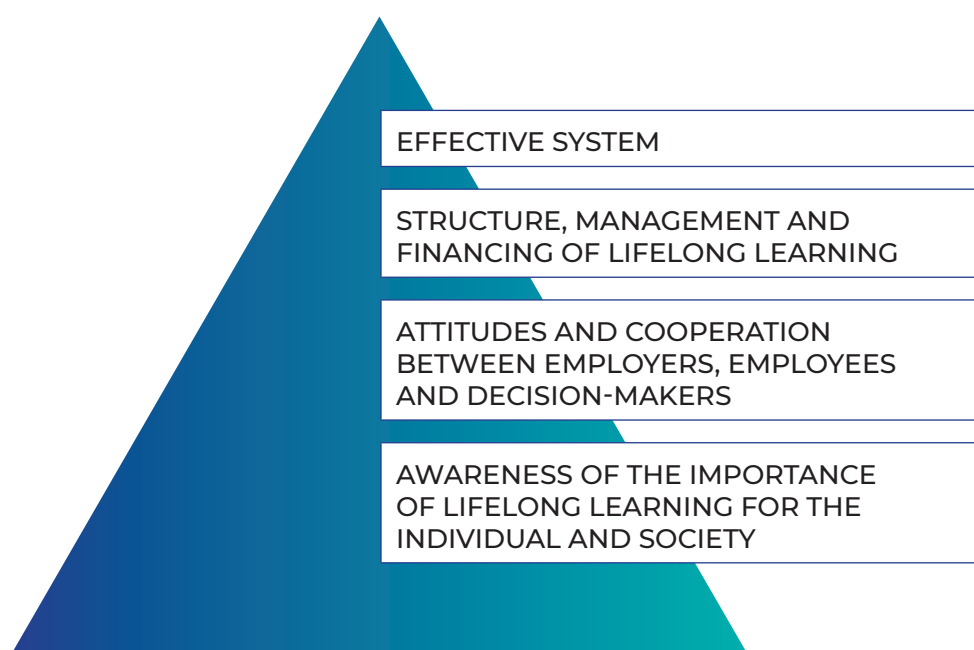 EFFECTIVE SYSTEM
STRUCTURE, MANAGEMENT AND
FINANCING OF LIFELONG LEARNING
ATTITUDES AND COOPERATION
BETWEEN EMPLOYERS, EMPLOYEES
AND DECISION-MAKERS
AWARENESS OF THE IMPORTANCE
OF LIFELONG LEARNING FOR THE
INDIVIDUAL AND SOCIETY